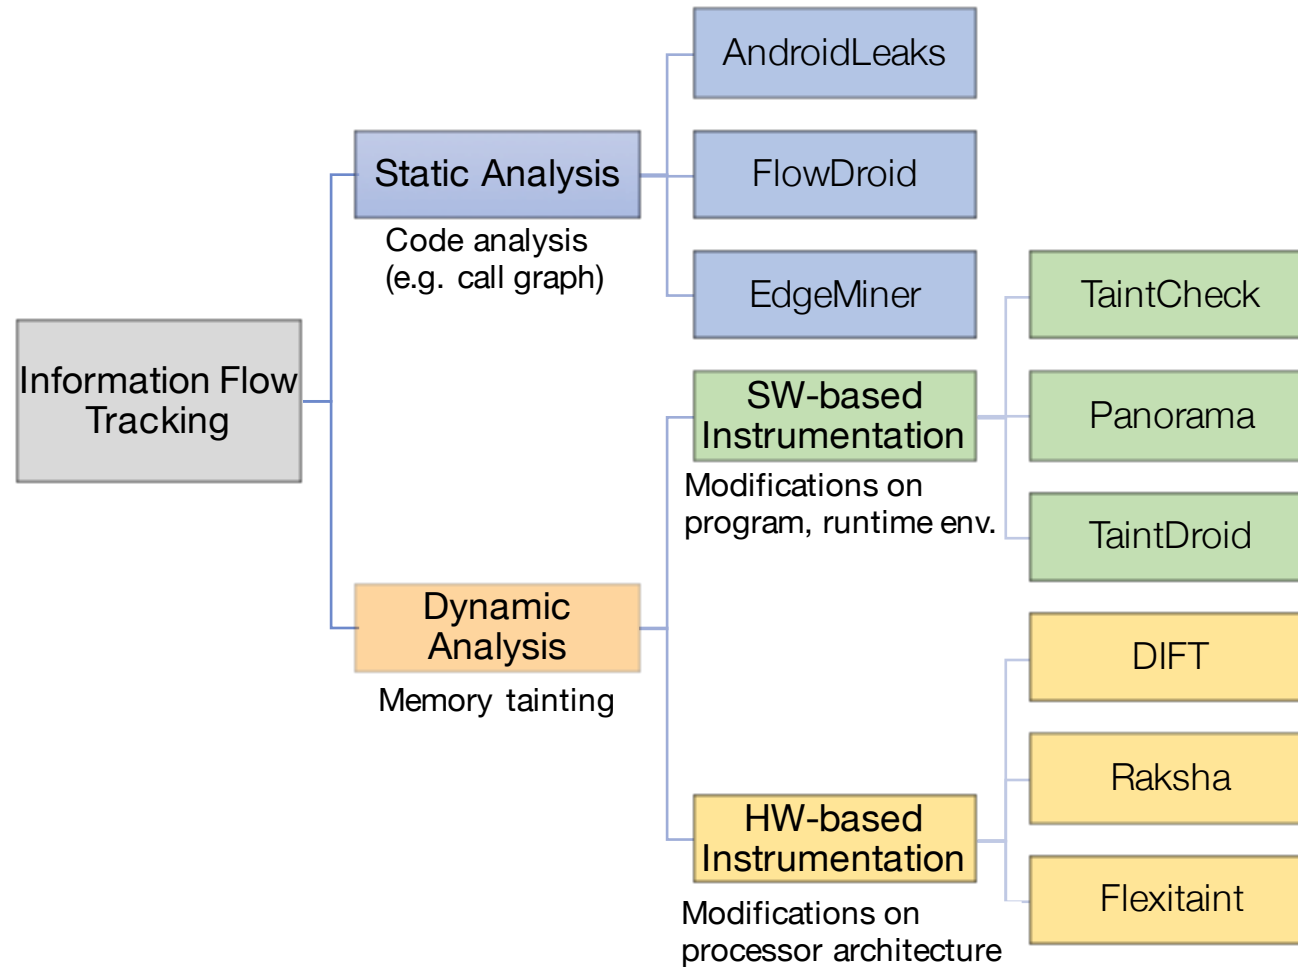 Information Flow
Tracking
Static Analysis
Code analysis
(e.g. call graph)
AndroidLeaks
FlowDroid
EdgeMiner
Dynamic
Analysis
Memory tainting
SW-based
Instrumentation
Modifications on
program, runtime env.
TaintCheck
Panorama
TaintDroid
HW-based
Instrumentation
Modifications on
processor architecture
DIFT
Raksha
Flexitaint